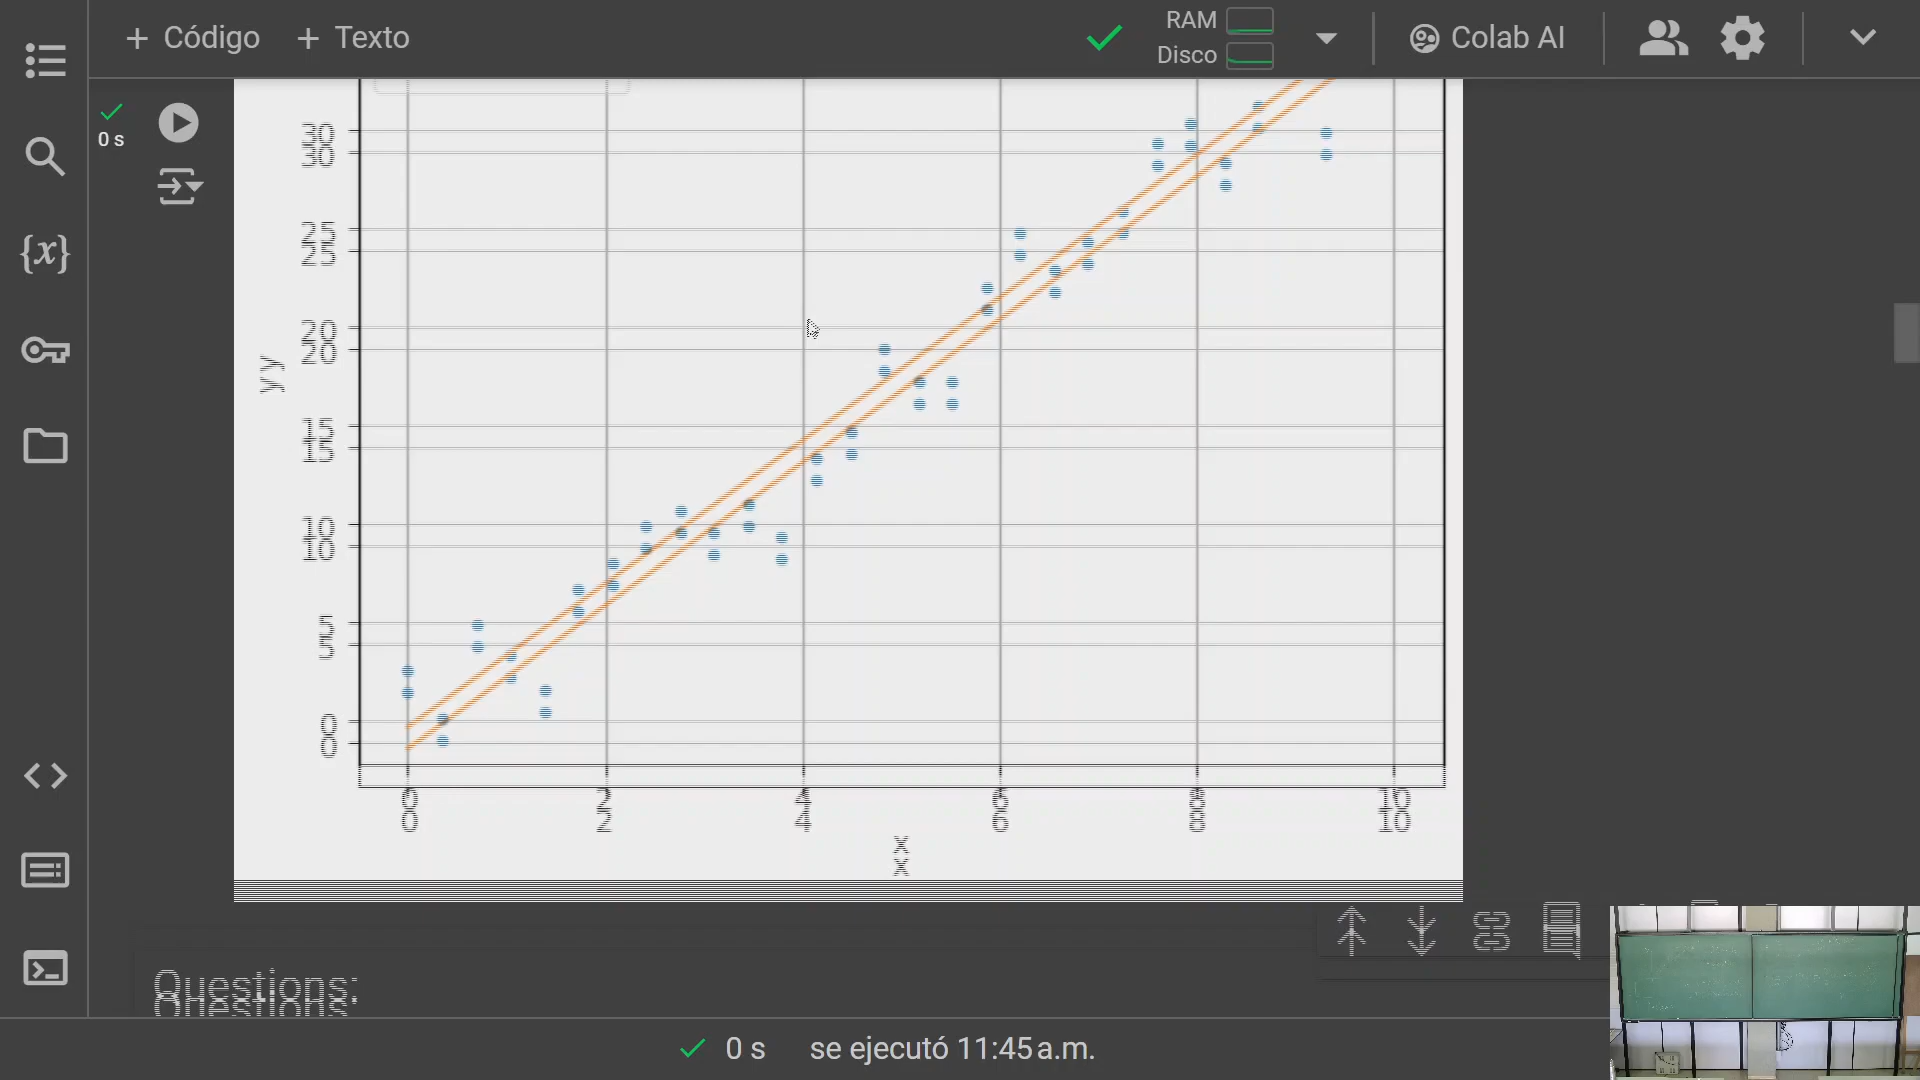 + Código + Texto
RAM
Disco
Colab AI
0 s
{x}
30
25
20
15
10
5
0
y
0 2 4 6 8 10
x
Questions:
0 s se ejecutó 11:45 a.m.